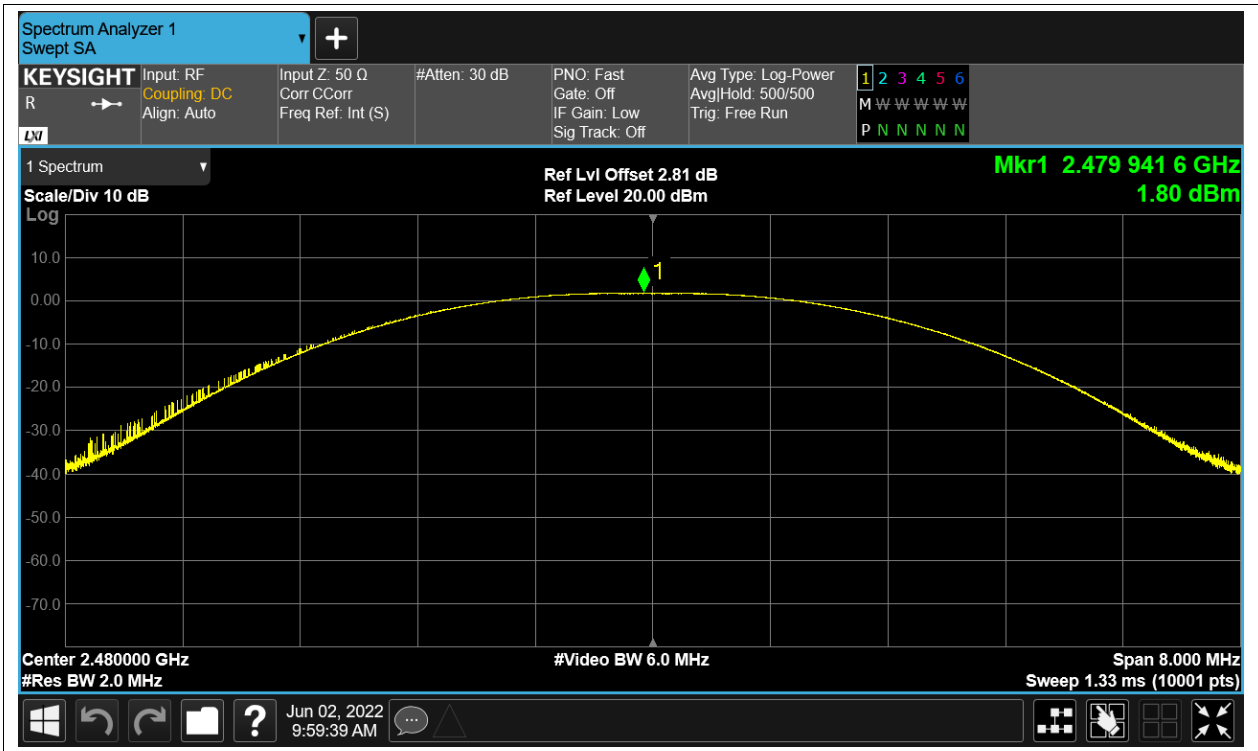 Spectrum Analyzer 1
Swept SA
KEYSIGHT
R
LXI
Input: RF
Coupling: DC
Align: Auto
Input Z: 50 Ω
Corr CCorr
Freq Ref: Int (S)
#Atten: 30 dB
PNO: Fast
Gate: Off
IF Gain: Low
Sig Track: Off
Avg Type: Log-Power
Avg|Hold: 500/500
Trig: Free Run
1 2 3 4 5 6
M W W W W W
P N N N N N
1 Spectrum
Scale/Div 10 dB
Log
Ref Lvl Offset 2.81 dB
Ref Level 20.00 dBm
Mkr1 2.479 941 6 GHz
1.80 dBm
1
10.0
0.00
-10.0
-20.0
-30.0
-40.0
-50.0
-60.0
-70.0
Center 2.480000 GHz
#Res BW 2.0 MHz
#Video BW 6.0 MHz
Span 8.000 MHz
Sweep 1.33 ms (10001 pts)
?
Jun 02, 2022
9:59:39 AM